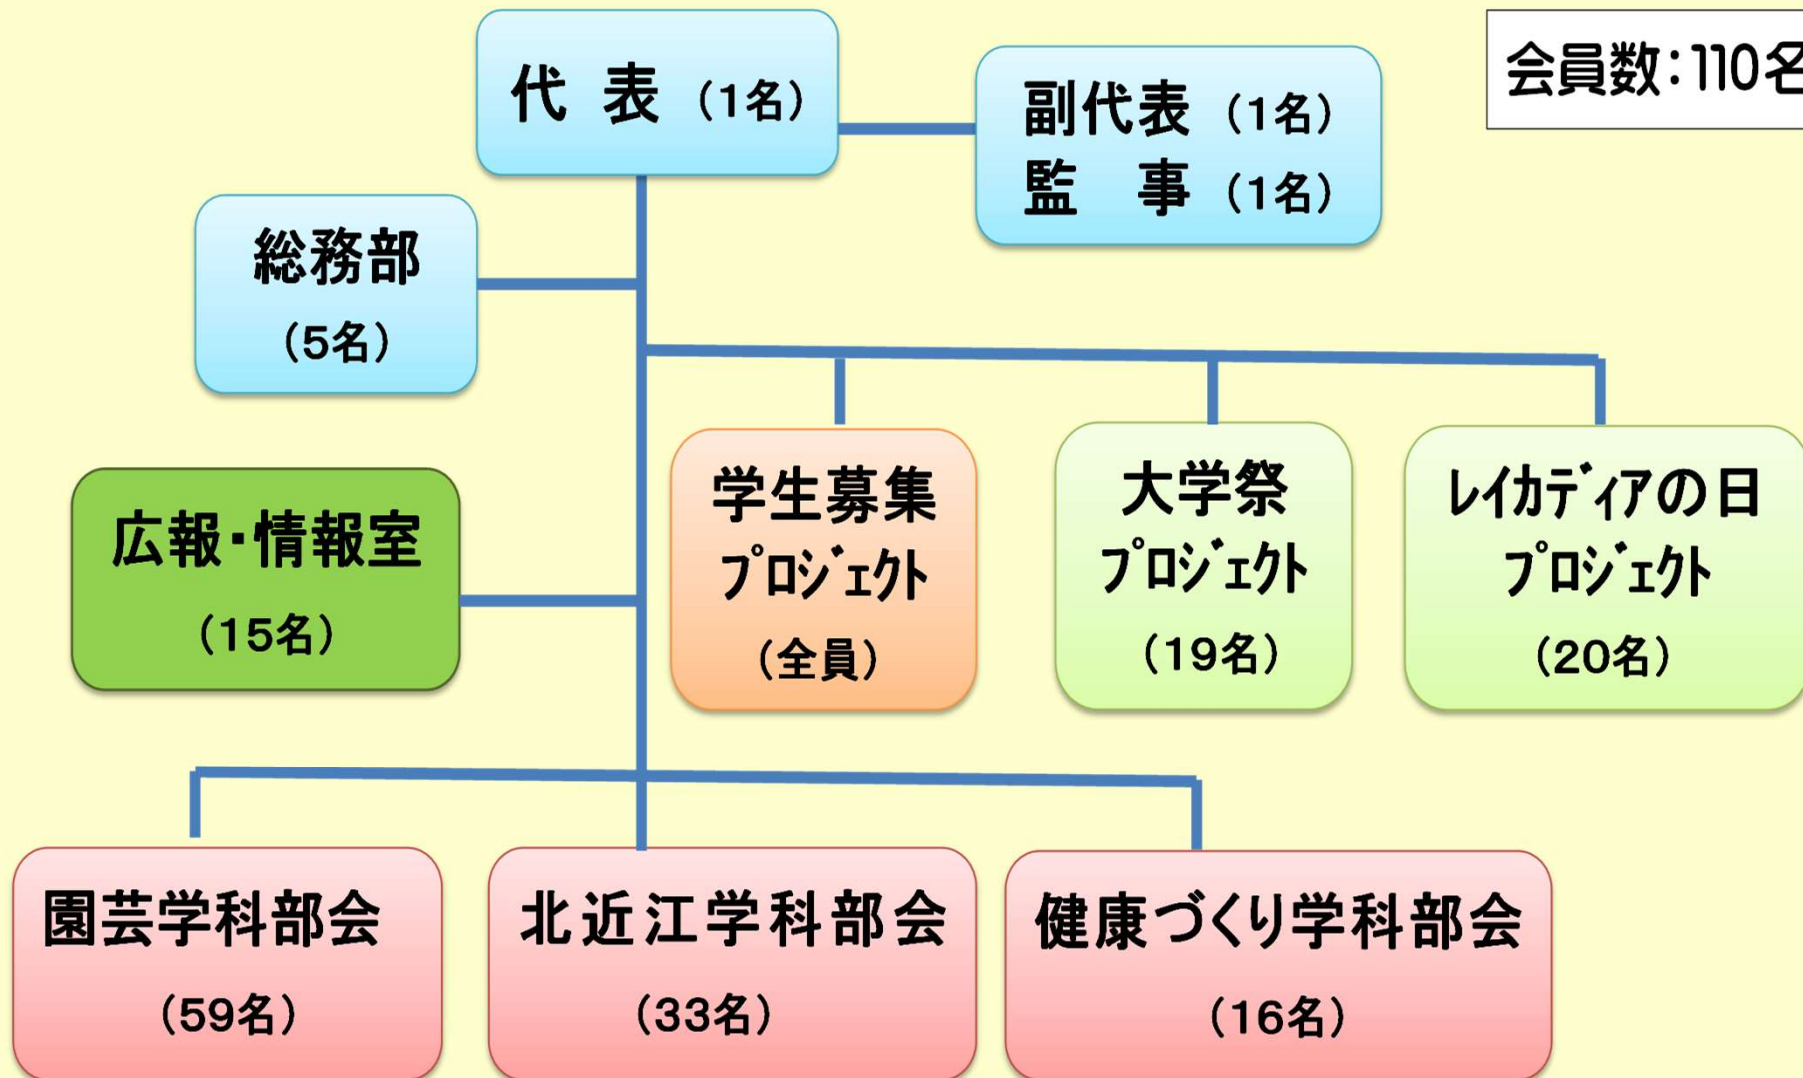 会員数:110名
代 表 (1名)
副代表 (1名)
監 事 (1名)
総務部
(5名)
広報・情報室
(15名)
学生募集
プロジェクト
(全員)
大学祭
プロジェクト
(19名)
レイカディアの日
プロジェクト
(20名)
園芸学科部会
(59名)
北近江学科部会
(33名)
健康づくり学科部会
(16名)